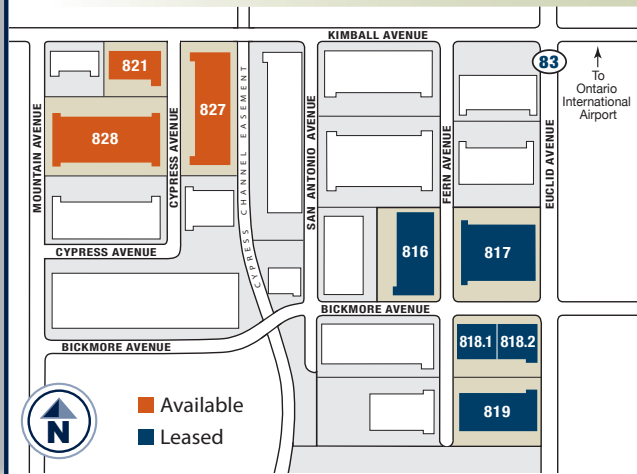 KIMBALL AVENUE
83
To
Ontario
International
Airport
821
827
828
MOUNTAIN AVENUE
CYPRESS AVENUE
CYPRESS CHANNEL EASEMENT
SAN ANTONIO AVENUE
FERN AVENUE
EUCLID AVENUE
CYPRESS AVENUE
816
817
BICKMORE AVENUE
BICKMORE AVENUE
818.1
818.2
819
N
Available
Leased